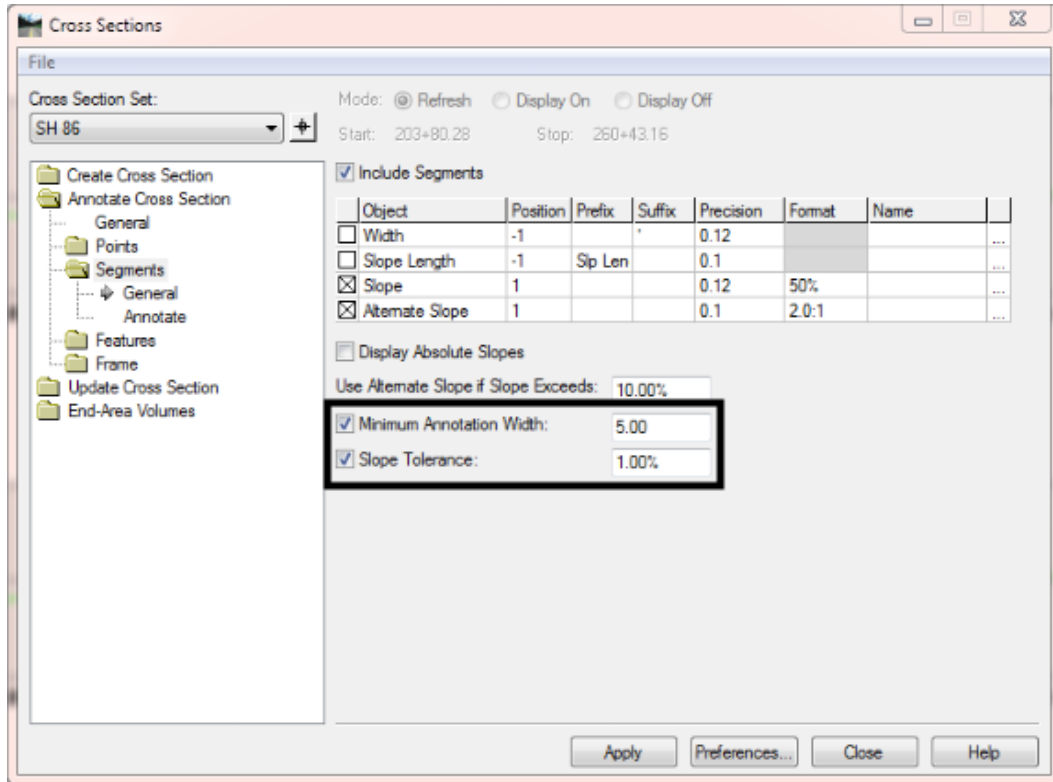 Cross Sections
File
Cross Section Set:
SH 86
Mode: Refresh Display On Display Off
Start: 203+80.28 Stop: 260+43.16
Create Cross Section
Annotate Cross Section
General
Points
Segments
General
Annotate
Features
Frame
Update Cross Section
End-Area Volumes
Include Segments
Object Position Prefix Suffix Precision Format Name
Width -1 ' 0.12 ...
Slope Length -1 Slp Len 0.1 ...
Slope 1 0.12 50% ...
Alternate Slope 1 0.1 2.0:1 ...
Display Absolute Slopes
Use Alternate Slope if Slope Exceeds: 10.00%
Minimum Annotation Width: 5.00
Slope Tolerance: 1.00%
Apply Preferences... Close Help